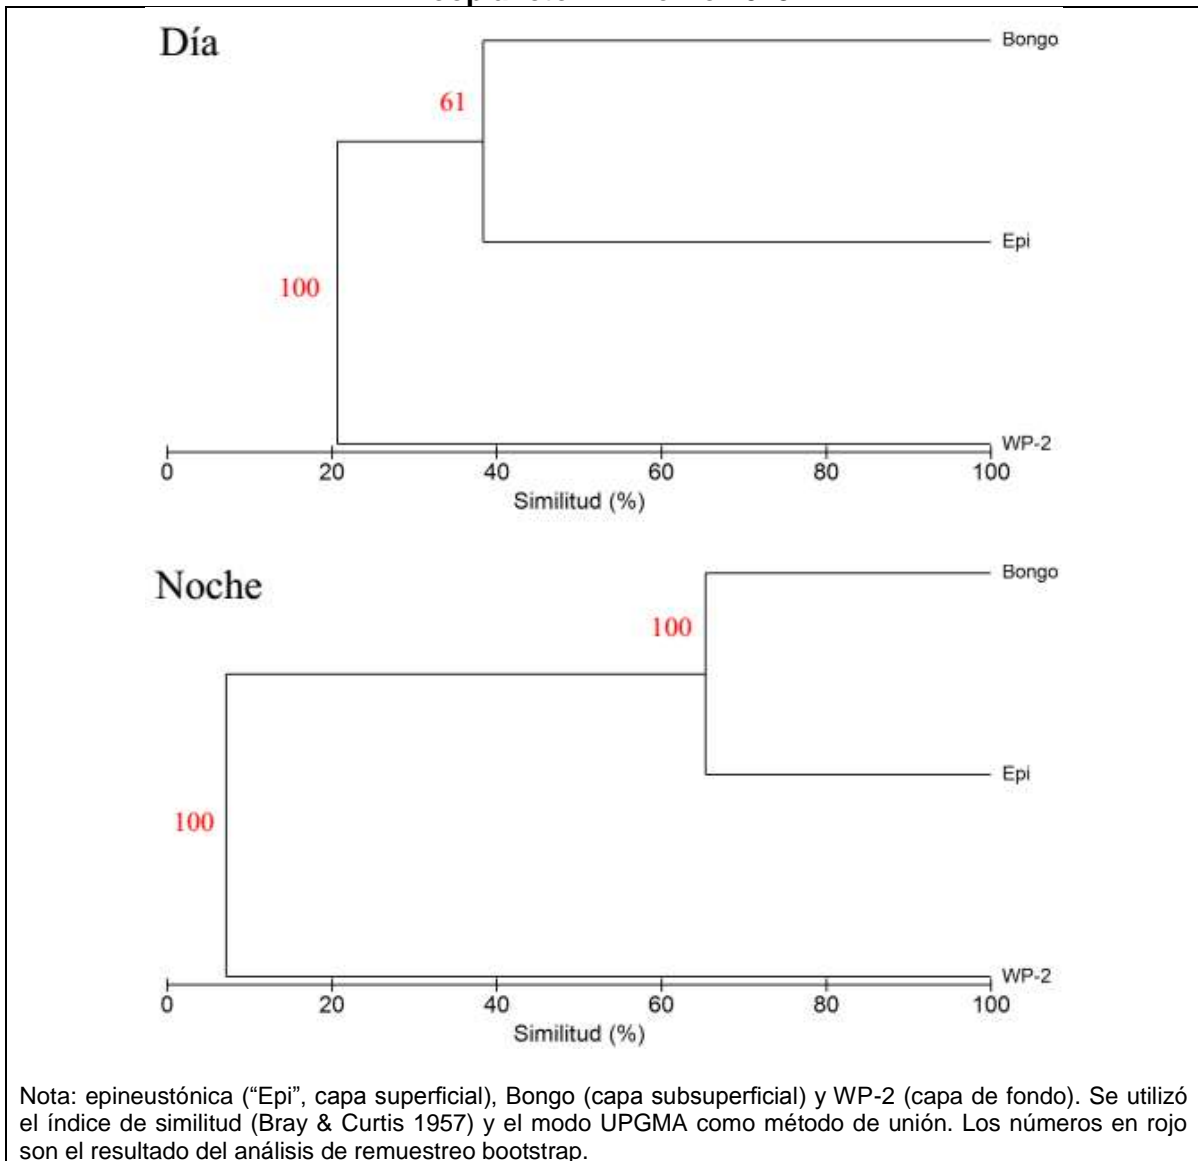 Día
Bongo
61
Epi
100
WP-2
0 20 40 60 80 100
Similitud (%)
Noche
Bongo
100
Epi
100
WP-2
0 20 40 60 80 100
Similitud (%)
Nota: epineustónica (“Epi”, capa superficial), Bongo (capa subsuperficial) y WP-2 (capa de fondo). Se utilizó
el índice de similitud (Bray & Curtis 1957) y el modo UPGMA como método de unión. Los números en rojo
son el resultado del análisis de remuestreo bootstrap.